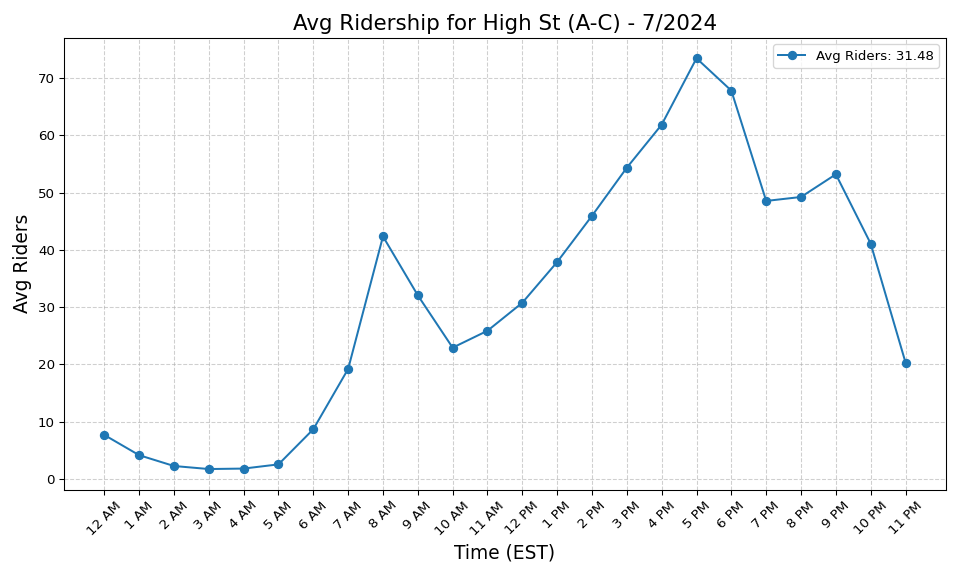 Avg Ridership for High St (A-C) - 7/2024
Avg Riders: 31.48
Avg Riders
70
60
50
40
30
20
10
0
12 AM
1 AM
2 AM
3 AM
4 AM
5 AM
6 AM
7 AM
8 AM
9 AM
10 AM
11 AM
12 PM
1 PM
2 PM
3 PM
4 PM
5 PM
6 PM
7 PM
8 PM
9 PM
10 PM
11 PM
Time (EST)